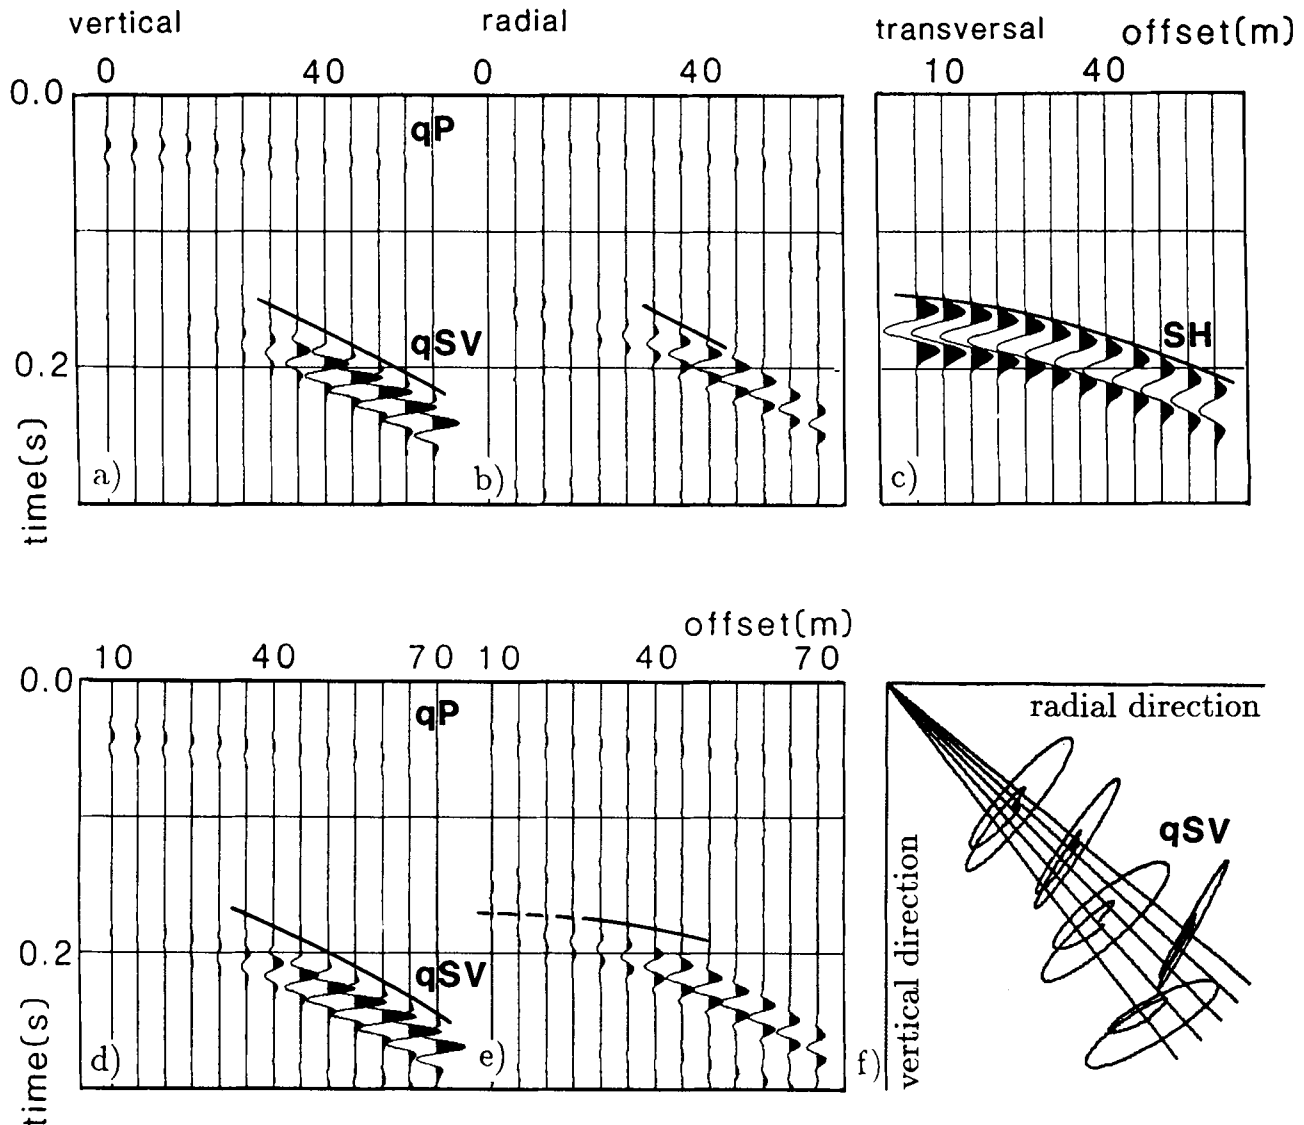 vertical
radial
transversal offset(m)
0 40 0 40 10 40
0.0
qP
qSV
SH
0.2
time(s)
a)
b)
c)
offset(m)
10 40 70 10 40 70
0.0
qP
radial direction
qSV
vertical direction
0.2
qSV
time(s)
d)
e)
f)